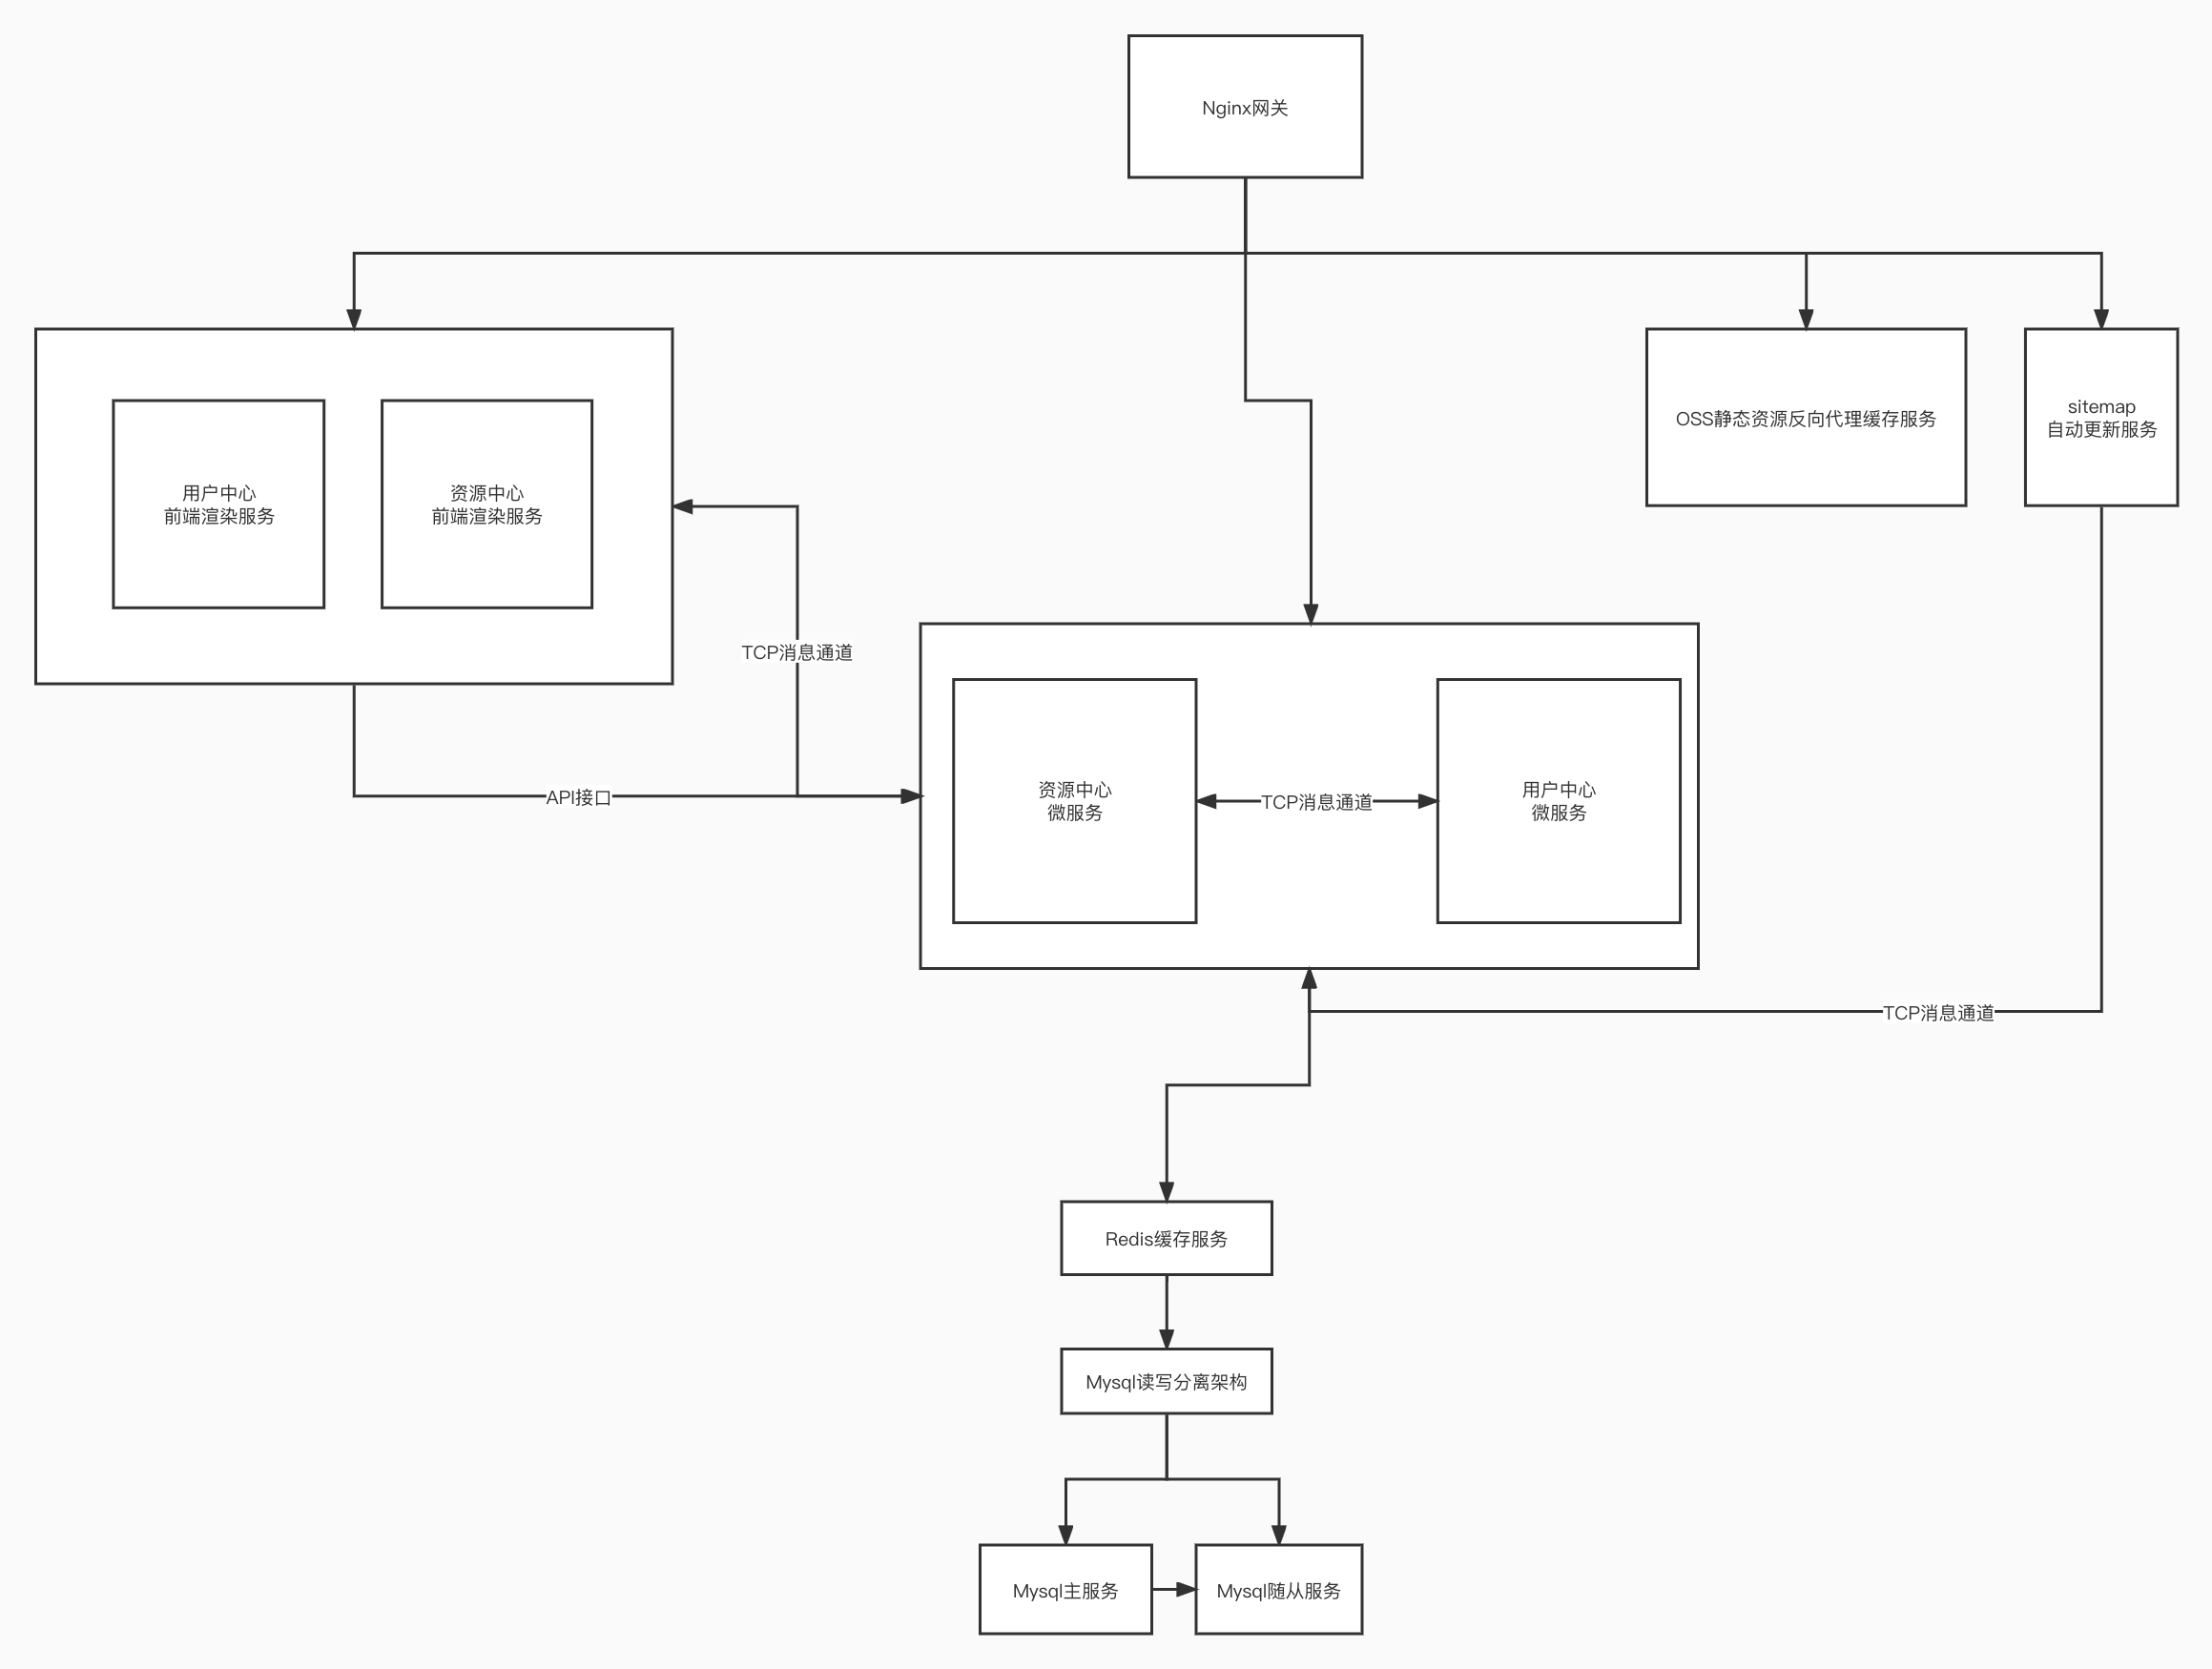 Nginx网关
OSS静态资源反向代理缓存服务
sitemap
自动更新服务
用户中心
前端渲染服务
资源中心
前端渲染服务
TCP消息通道
API接口
资源中心
微服务
TCP消息通道
用户中心
微服务
TCP消息通道
Redis缓存服务
Mysql读写分离架构
Mysql主服务
Mysql随从服务